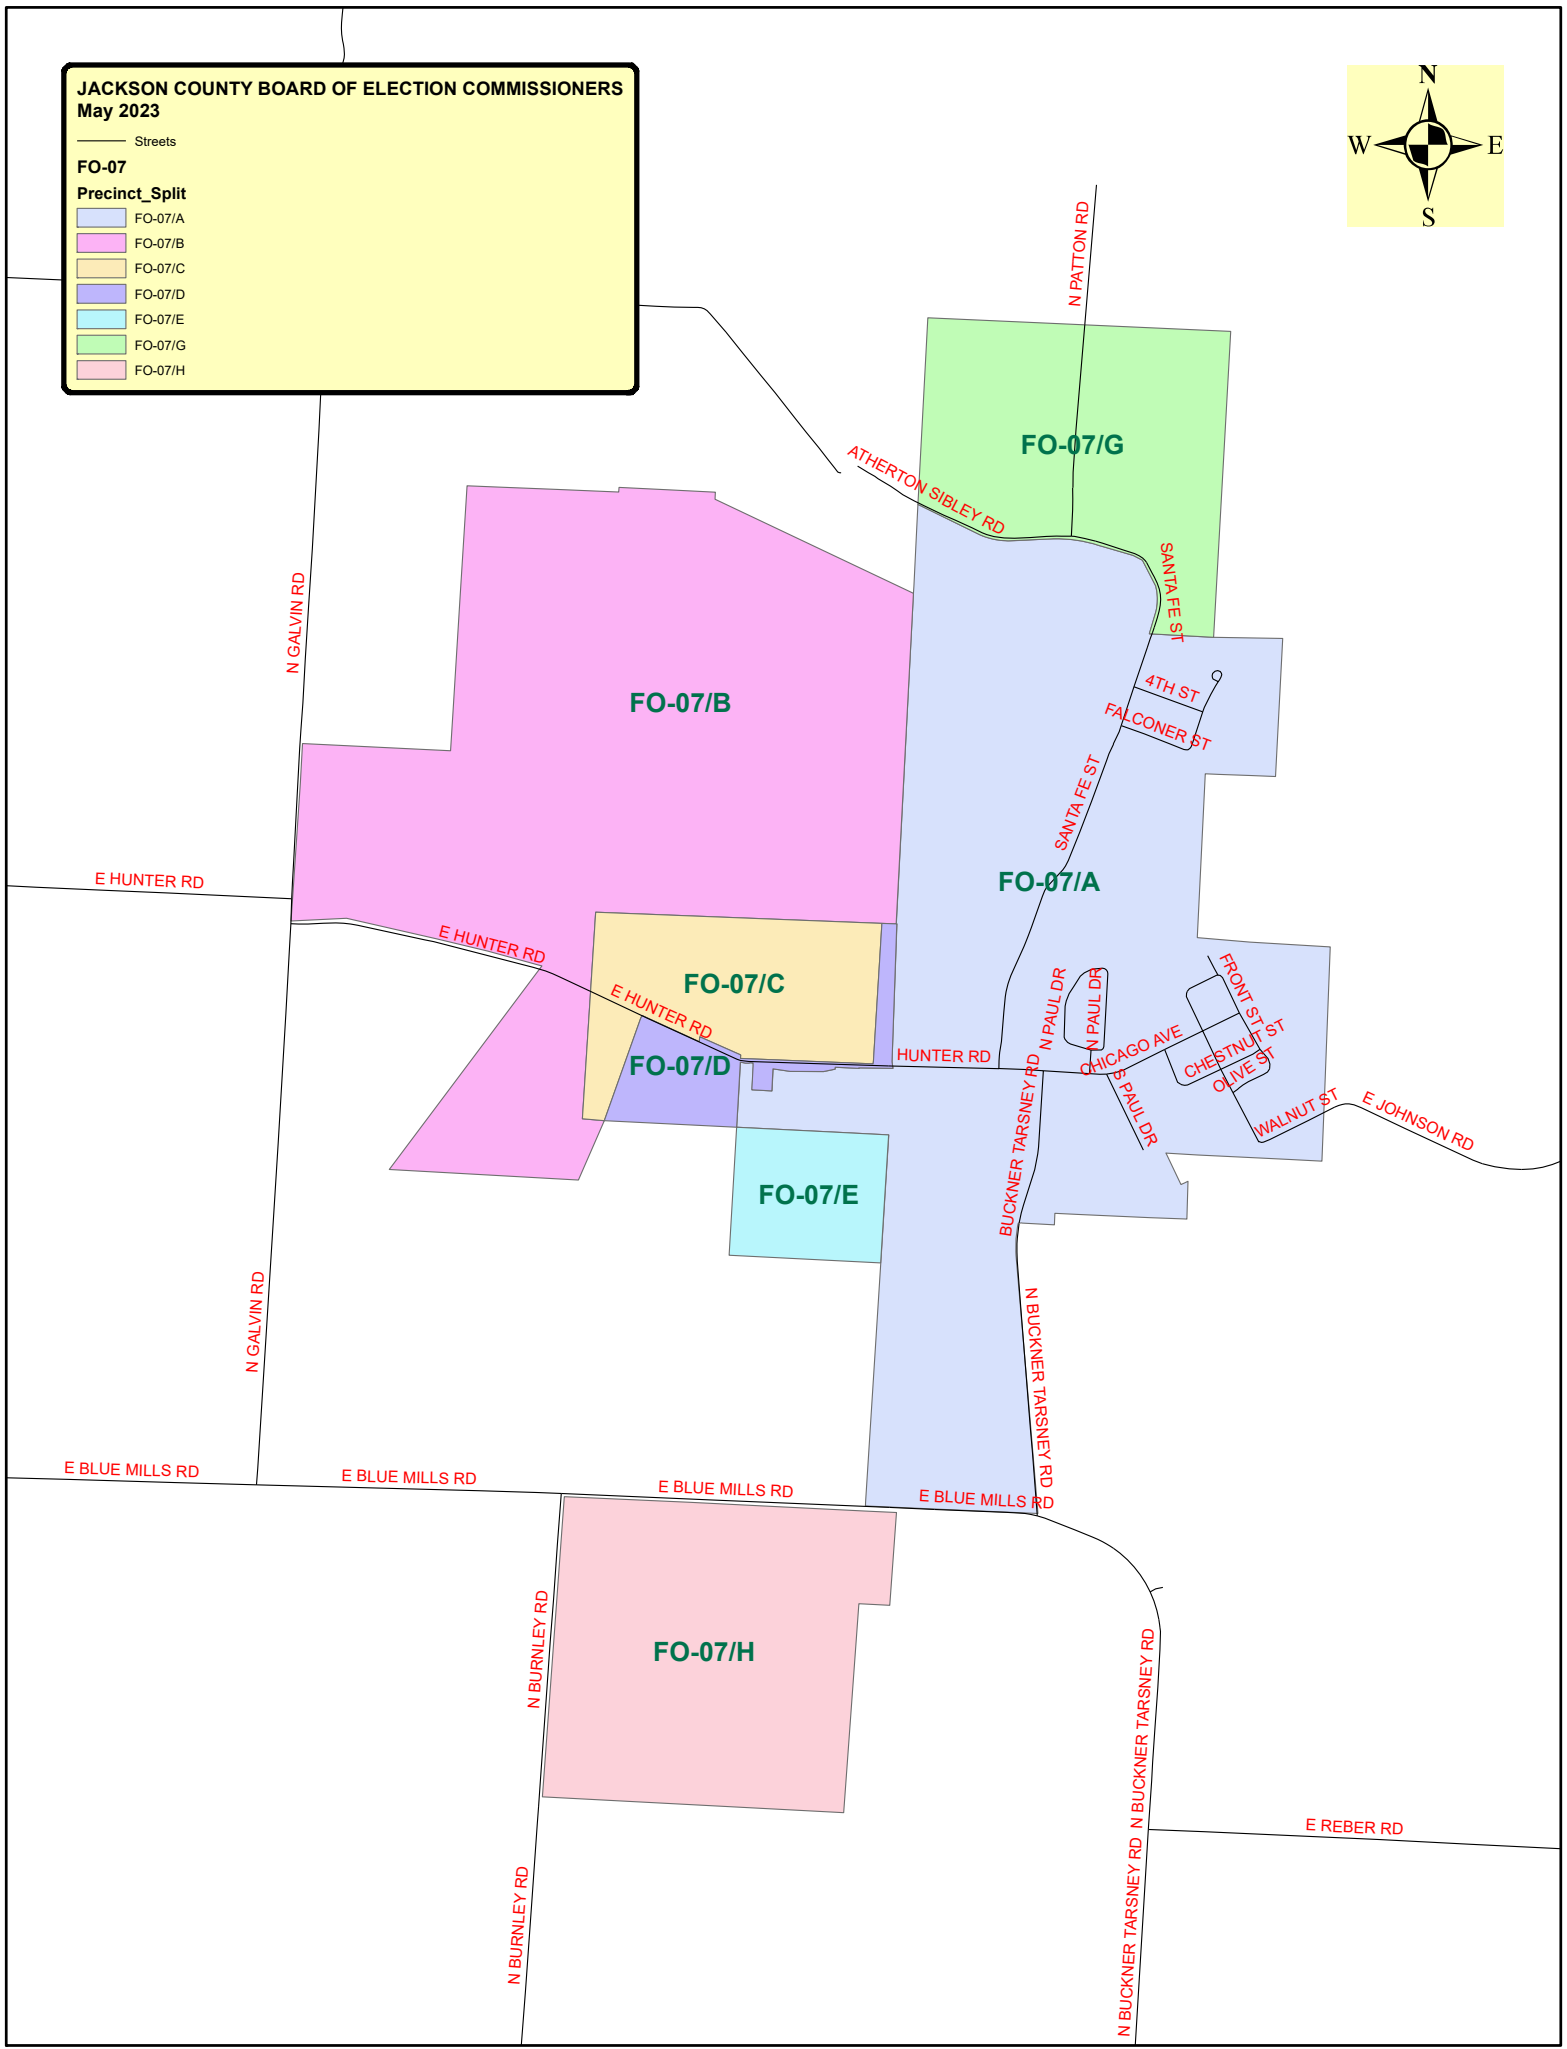 JACKSON COUNTY BOARD OF ELECTION COMMISSIONERS
May 2023
Streets
FO-07
Precinct_Split
FO-07/A
FO-07/B
FO-07/C
FO-07/D
FO-07/E
FO-07/G
FO-07/H
N
W E
S
N PATTON RD
FO-07/G
ATHERTON SIBLEY RD
SANTA FE ST
N GALVIN RD
4TH ST
FO-07/B
FALCONER ST
SANTA FE ST
E HUNTER RD
FO-07/A
E HUNTER RD
FO-07/C
E HUNTER RD
N PAUL DR
N PAUL DR
FRONT ST
CHICAGO AVE
CHESTNUT ST
OLIVE ST
HUNTER RD
FO-07/D
S PAUL DR
WALNUT ST
E JOHNSON RD
BUCKNER TARSNEY RD
FO-07/E
N GALVIN RD
N BUCKNER TARSNEY RD
E BLUE MILLS RD
E BLUE MILLS RD
E BLUE MILLS RD
E BLUE MILLS RD
N BURNLEY RD
FO-07/H
N BUCKNER TARSNEY RD
E REBER RD
N BURNLEY RD
N BUCKNER TARSNEY RD